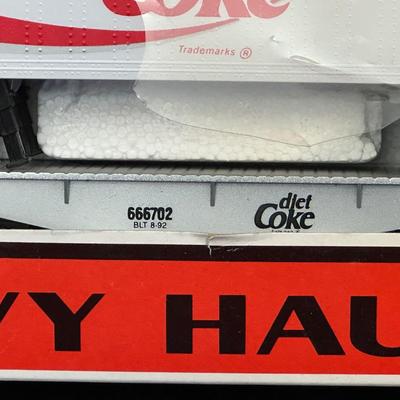 Coke
Trademarks ®
diet
666702 Coke
BLT 8-92
VY HAU